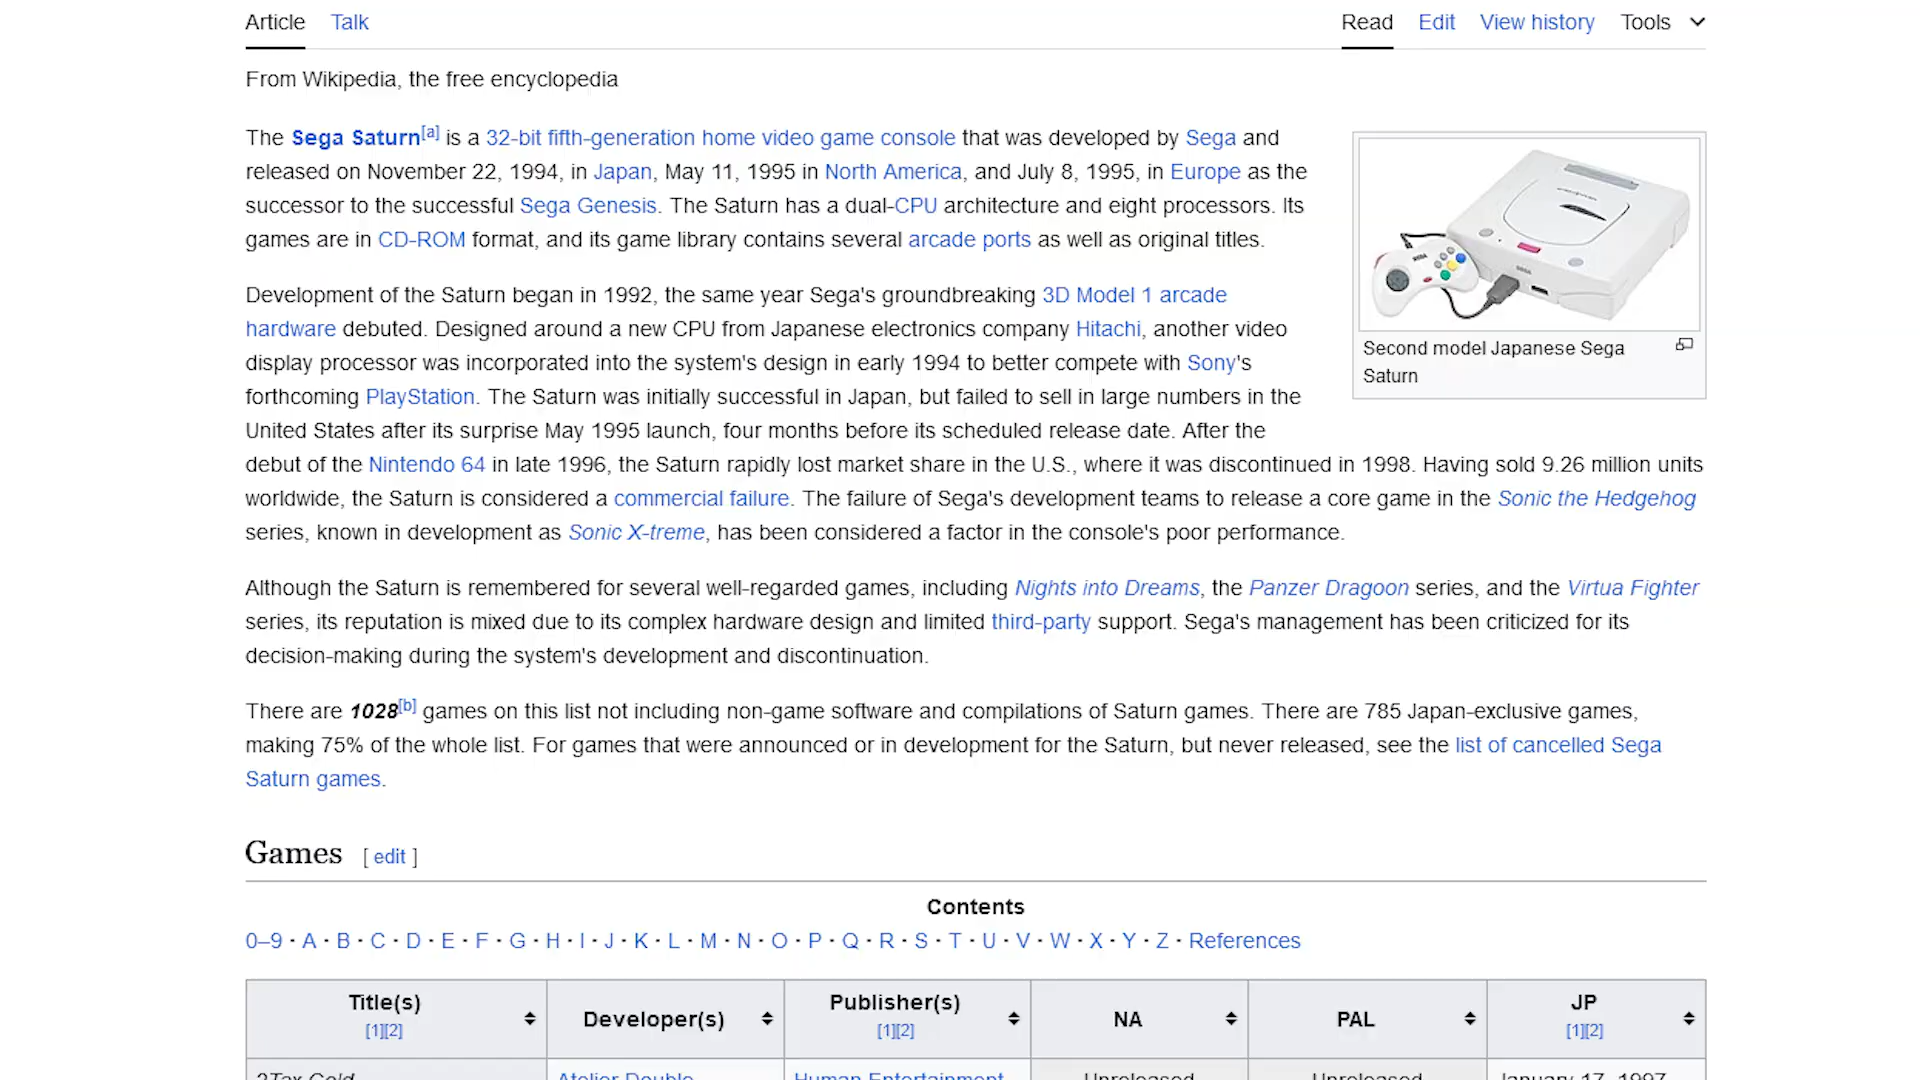 Article Talk Read Edit View history Tools
From Wikipedia, the free encyclopedia
The Sega Saturn[a] is a 32-bit fifth-generation home video game console that was developed by Sega and
released on November 22, 1994, in Japan, May 11, 1995 in North America, and July 8, 1995, in Europe as the
successor to the successful Sega Genesis. The Saturn has a dual-CPU architecture and eight processors. Its
games are in CD-ROM format, and its game library contains several arcade ports as well as original titles.
Second model Japanese Sega
Saturn
Development of the Saturn began in 1992, the same year Sega's groundbreaking 3D Model 1 arcade
hardware debuted. Designed around a new CPU from Japanese electronics company Hitachi, another video
display processor was incorporated into the system's design in early 1994 to better compete with Sony's
forthcoming PlayStation. The Saturn was initially successful in Japan, but failed to sell in large numbers in the
United States after its surprise May 1995 launch, four months before its scheduled release date. After the
debut of the Nintendo 64 in late 1996, the Saturn rapidly lost market share in the U.S., where it was discontinued in 1998. Having sold 9.26 million units
worldwide, the Saturn is considered a commercial failure. The failure of Sega's development teams to release a core game in the Sonic the Hedgehog
series, known in development as Sonic X-treme, has been considered a factor in the console's poor performance.
Although the Saturn is remembered for several well-regarded games, including Nights into Dreams, the Panzer Dragoon series, and the Virtua Fighter
series, its reputation is mixed due to its complex hardware design and limited third-party support. Sega's management has been criticized for its
decision-making during the system's development and discontinuation.
There are 1028[b] games on this list not including non-game software and compilations of Saturn games. There are 785 Japan-exclusive games,
making 75% of the whole list. For games that were announced or in development for the Saturn, but never released, see the list of cancelled Sega
Saturn games.
Games [ edit ]
Contents
0–9 · A · B · C · D · E · F · G · H · I · J · K · L · M · N · O · P · Q · R · S · T · U · V · W · X · Y · Z · References
Title(s) [1][2] Developer(s) Publisher(s) [1][2] NA PAL JP [1][2]
2Tax Gold Atelier Double Human Entertainment Unreleased Unreleased January 17, 1997